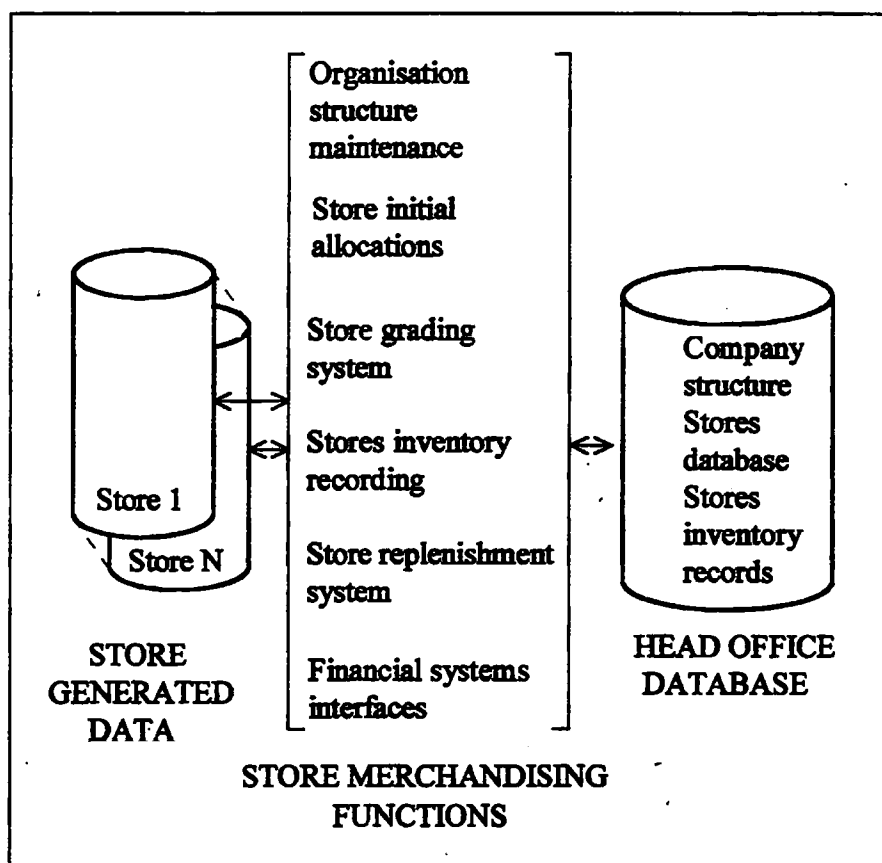 Organisation
structure
maintenance
Store initial
allocations
Store grading
system
Stores inventory
recording
Store replenishment
system
Financial systems
interfaces
Store 1
Store N
Company
structure
Stores
database
Stores
inventory
records
STORE
GENERATED
DATA
HEAD OFFICE
DATABASE
STORE MERCHANDISING
FUNCTIONS